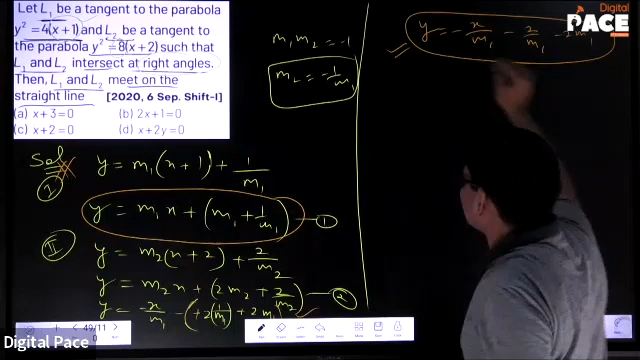 Let L₁ be a tangent to the parabola
y² = 4(x+1) and L₂ be a tangent to
the parabola y² = 8(x+2) such that
L₁ and L₂ intersect at right angles.
Then, L₁ and L₂ meet on the
straight line [2020, 6 Sep. Shift-I]
(a) x+3=0 (b) 2x+1=0
(c) x+2=0 (d) x+2y=0
Sol
I
y = m₁(x+1) + 1/m₁
y = m₁x + (m₁ + 1/m₁) — ①
II
y = m₂(x+2) + 2/m₂
y = m₂x + (2m₂ + 2/m₂) — ②
y = -x/m₁ - (+2(1/m₁) + 2m₁
m₁m₂ = -1
m₂ = -1/m₁
y = -x/m₁ - 2/m₁ - 2m₁
Digital
PACE
49/11
0
Digital Pace